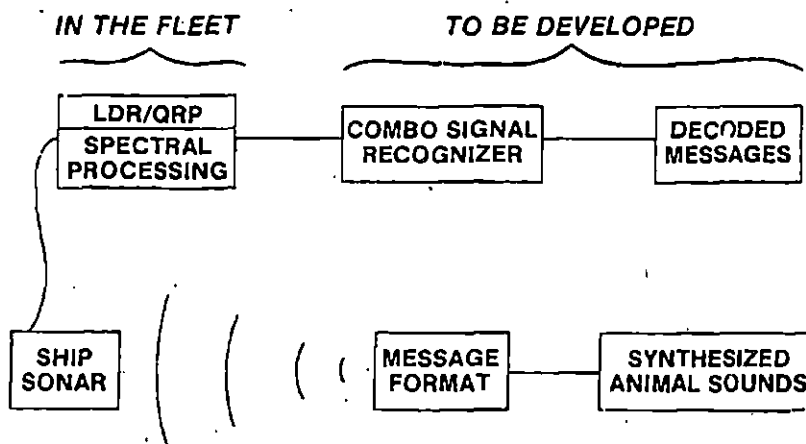 IN THE FLEET
TO BE DEVELOPED
LDR/QRP
SPECTRAL
PROCESSING
COMBO SIGNAL
RECOGNIZER
DECODED
MESSAGES
SHIP
SONAR
MESSAGE
FORMAT
SYNTHESIZED
ANIMAL SOUNDS